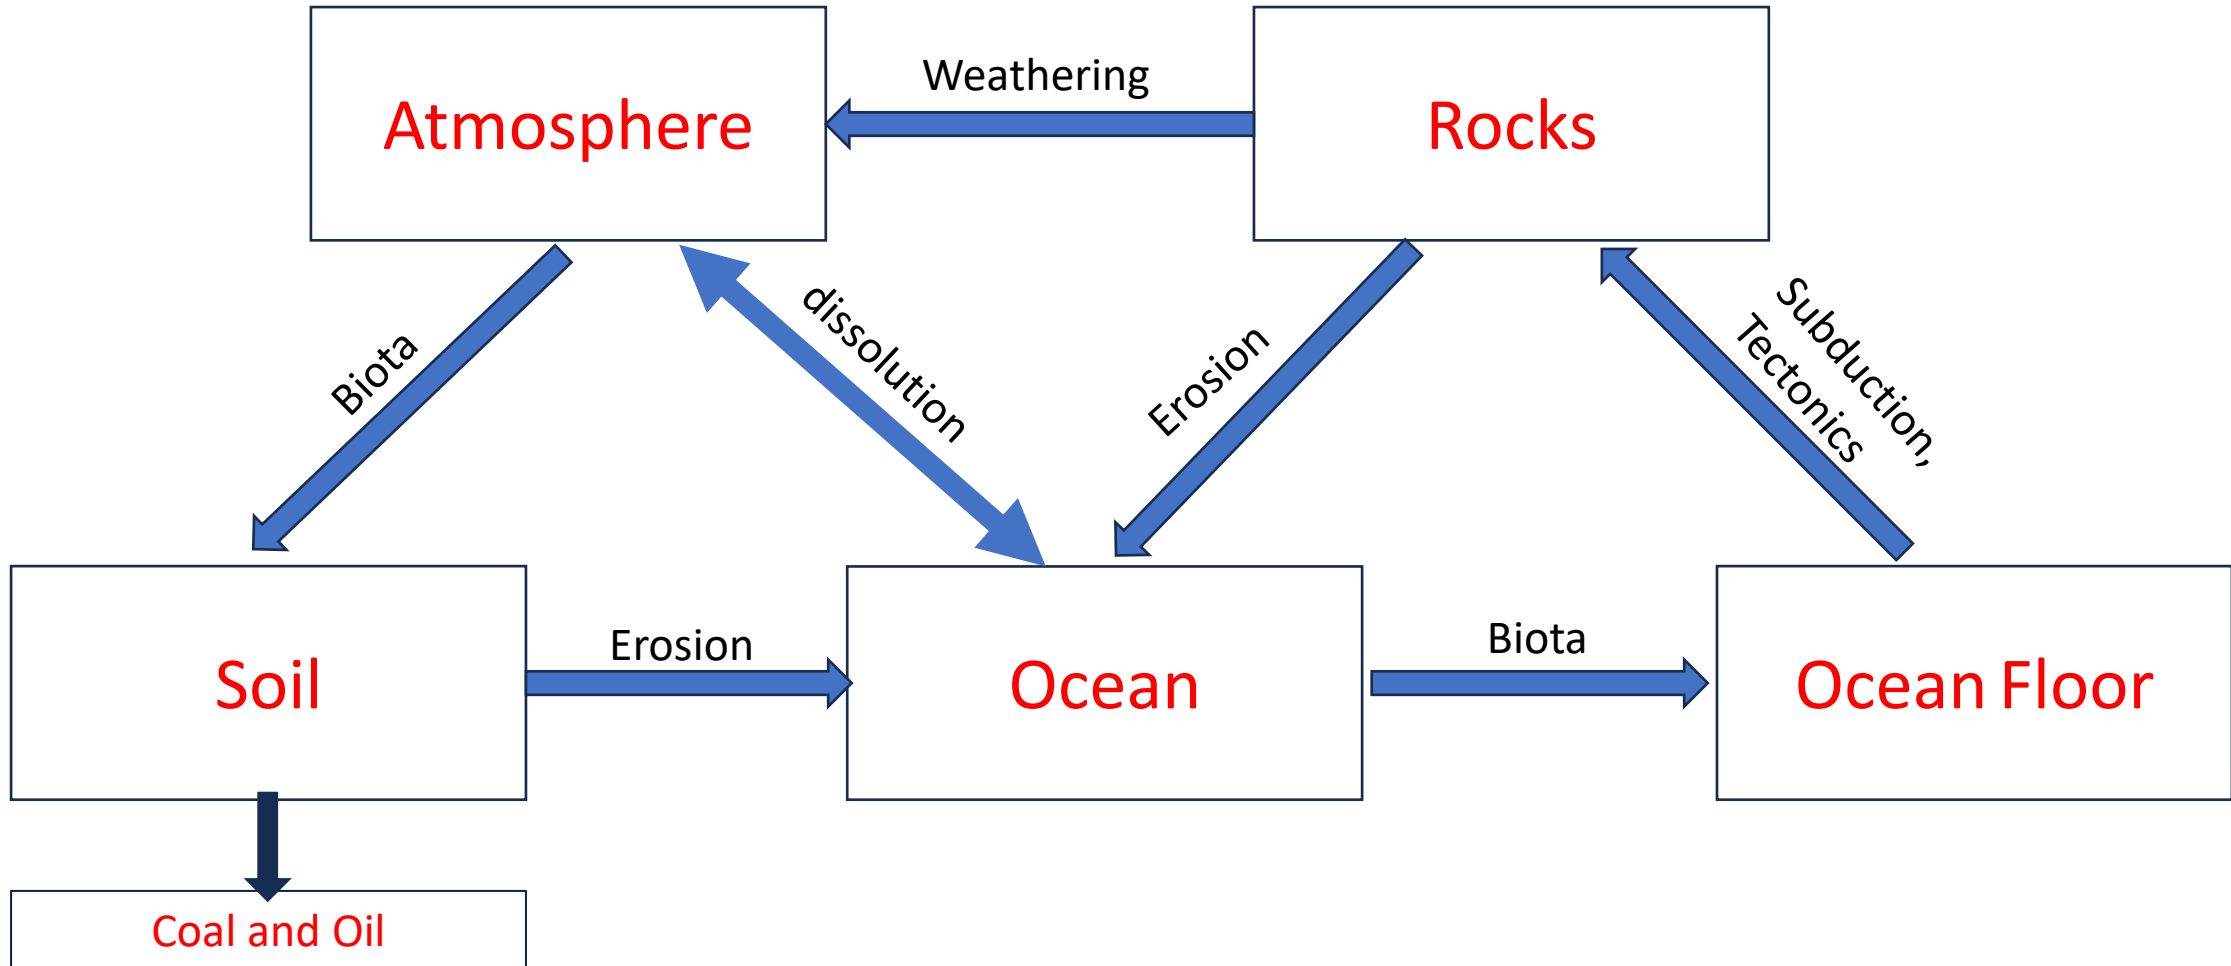 Atmosphere
Weathering
Rocks
Biota
dissolution
Erosion
Subduction,
Tectonics
Soil
Erosion
Ocean
Biota
Ocean Floor
Coal and Oil